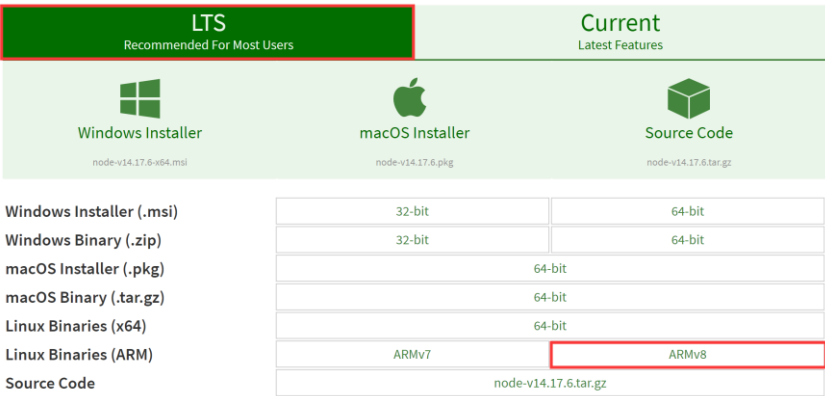 LTS
Recommended For Most Users
Current
Latest Features
Windows Installer
node-v14.17.6-x64.msi
macOS Installer
node-v14.17.6.pkg
Source Code
node-v14.17.6.tar.gz
Windows Installer (.msi) 32-bit 64-bit
Windows Binary (.zip) 32-bit 64-bit
macOS Installer (.pkg) 64-bit
macOS Binary (.tar.gz) 64-bit
Linux Binaries (x64) 64-bit
Linux Binaries (ARM) ARMv7 ARMv8
Source Code node-v14.17.6.tar.gz